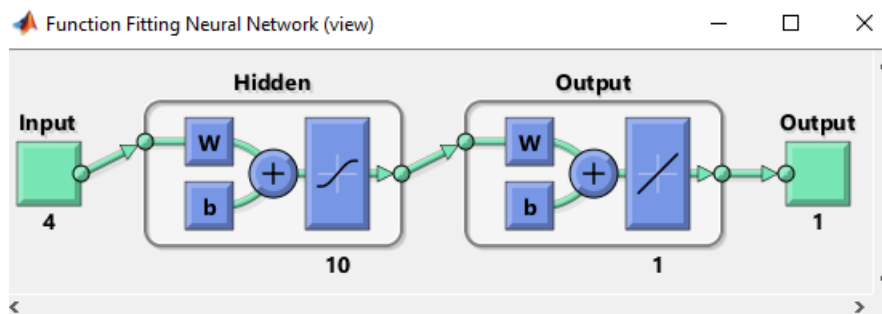 Function Fitting Neural Network (view)
Hidden
Output
Input
Output
W
W
b
b
4
10
1
1